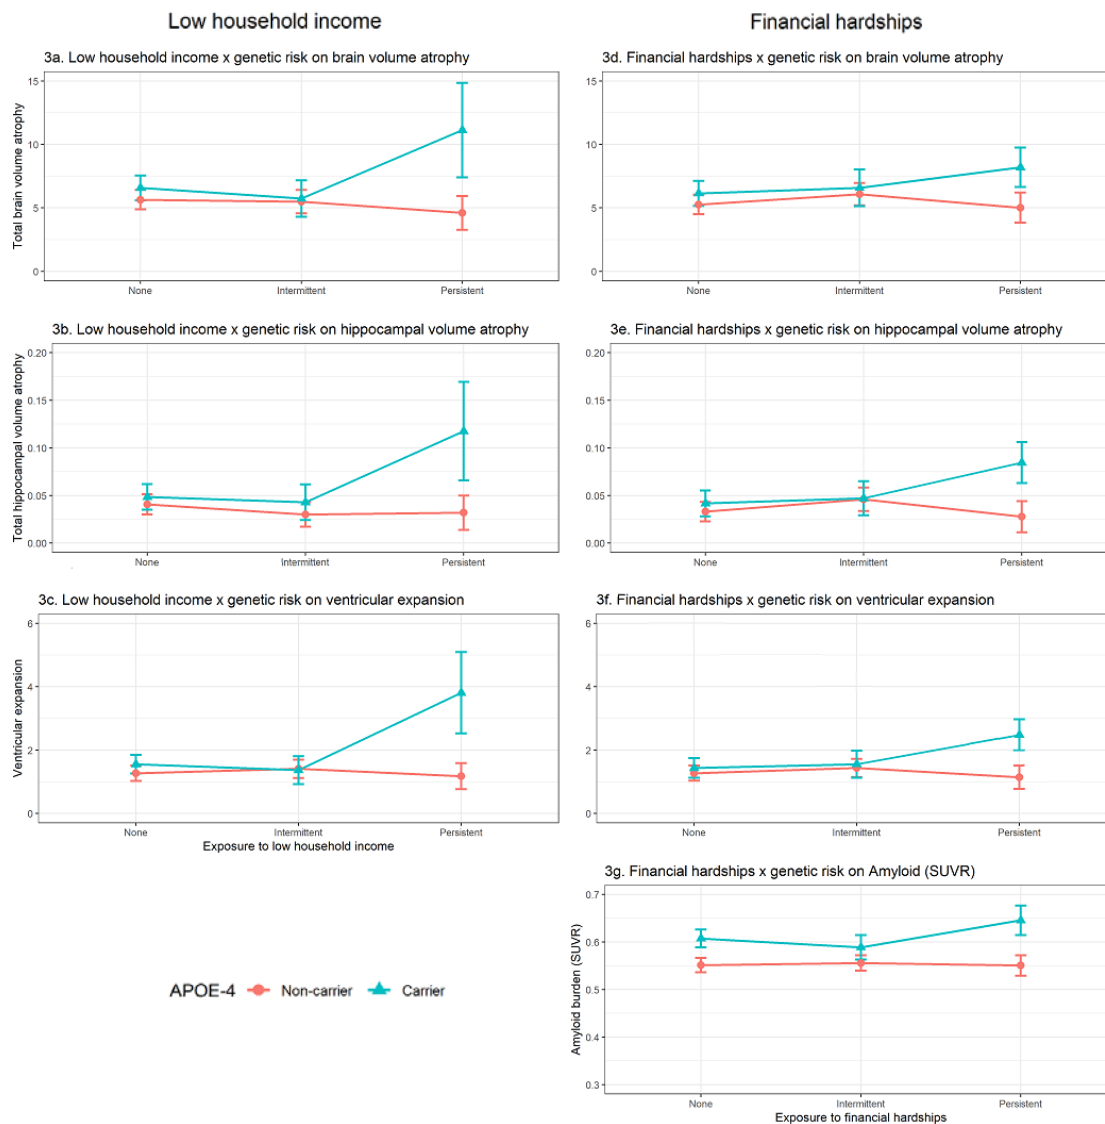 Low household income
Financial hardships
3a. Low household income x genetic risk on brain volume atrophy
Total brain volume atrophy
15
10
5
0
None
Intermittent
Persistent
3d. Financial hardships x genetic risk on brain volume atrophy
15
10
5
0
None
Intermittent
Persistent
3b. Low household income x genetic risk on hippocampal volume atrophy
Total hippocampal volume atrophy
0.20
0.15
0.10
0.05
0.00
None
Intermittent
Persistent
3e. Financial hardships x genetic risk on hippocampal volume atrophy
0.20
0.15
0.10
0.05
0.00
None
Intermittent
Persistent
3c. Low household income x genetic risk on ventricular expansion
Ventricular expansion
6
4
2
0
None
Intermittent
Persistent
Exposure to low household income
3f. Financial hardships x genetic risk on ventricular expansion
6
4
2
0
None
Intermittent
Persistent
3g. Financial hardships x genetic risk on Amyloid (SUVR)
Amyloid burden (SUVR)
0.7
0.6
0.5
0.4
0.3
None
Intermittent
Persistent
Exposure to financial hardships
APOE-4 Non-carrier Carrier